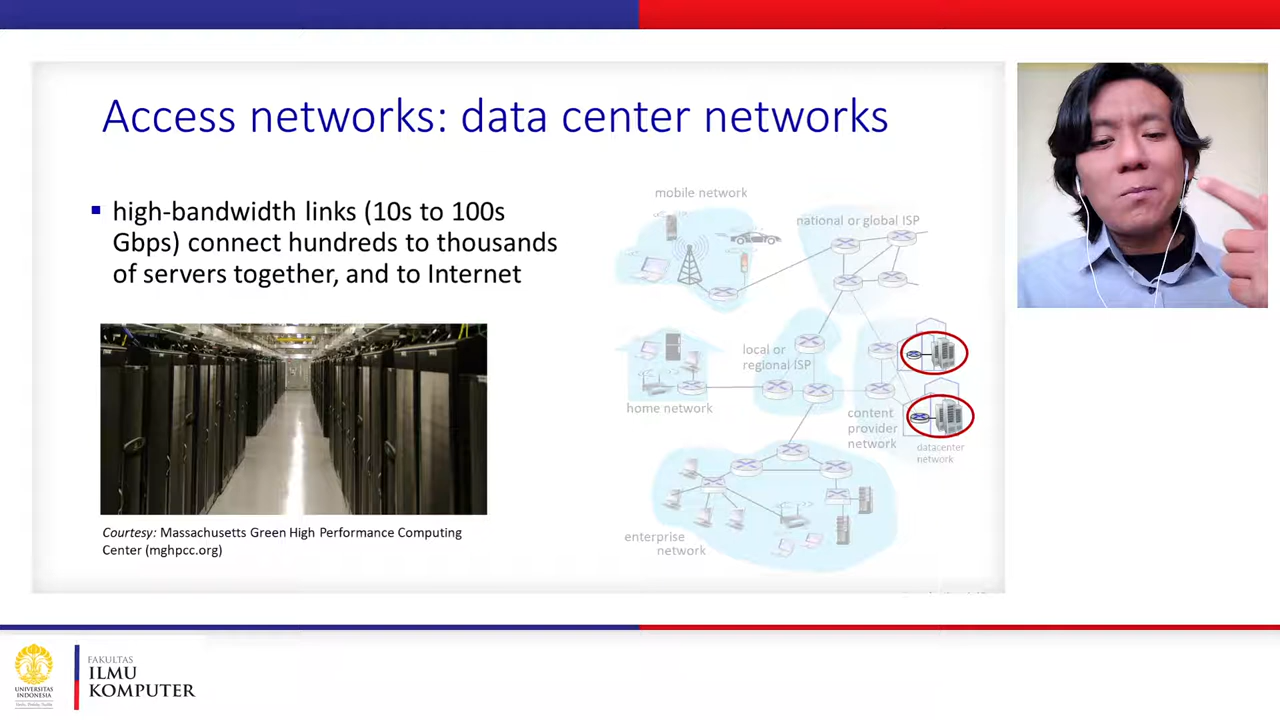 Access networks: data center networks
high-bandwidth links (10s to 100s
Gbps) connect hundreds to thousands
of servers together, and to Internet
Courtesy: Massachusetts Green High Performance Computing
Center (mghpcc.org)
mobile network
national or global ISP
local or
regional ISP
home network
content
provider
network
datacenter
network
enterprise
network
UNIVERSITAS
INDONESIA
FAKULTAS
ILMU
KOMPUTER